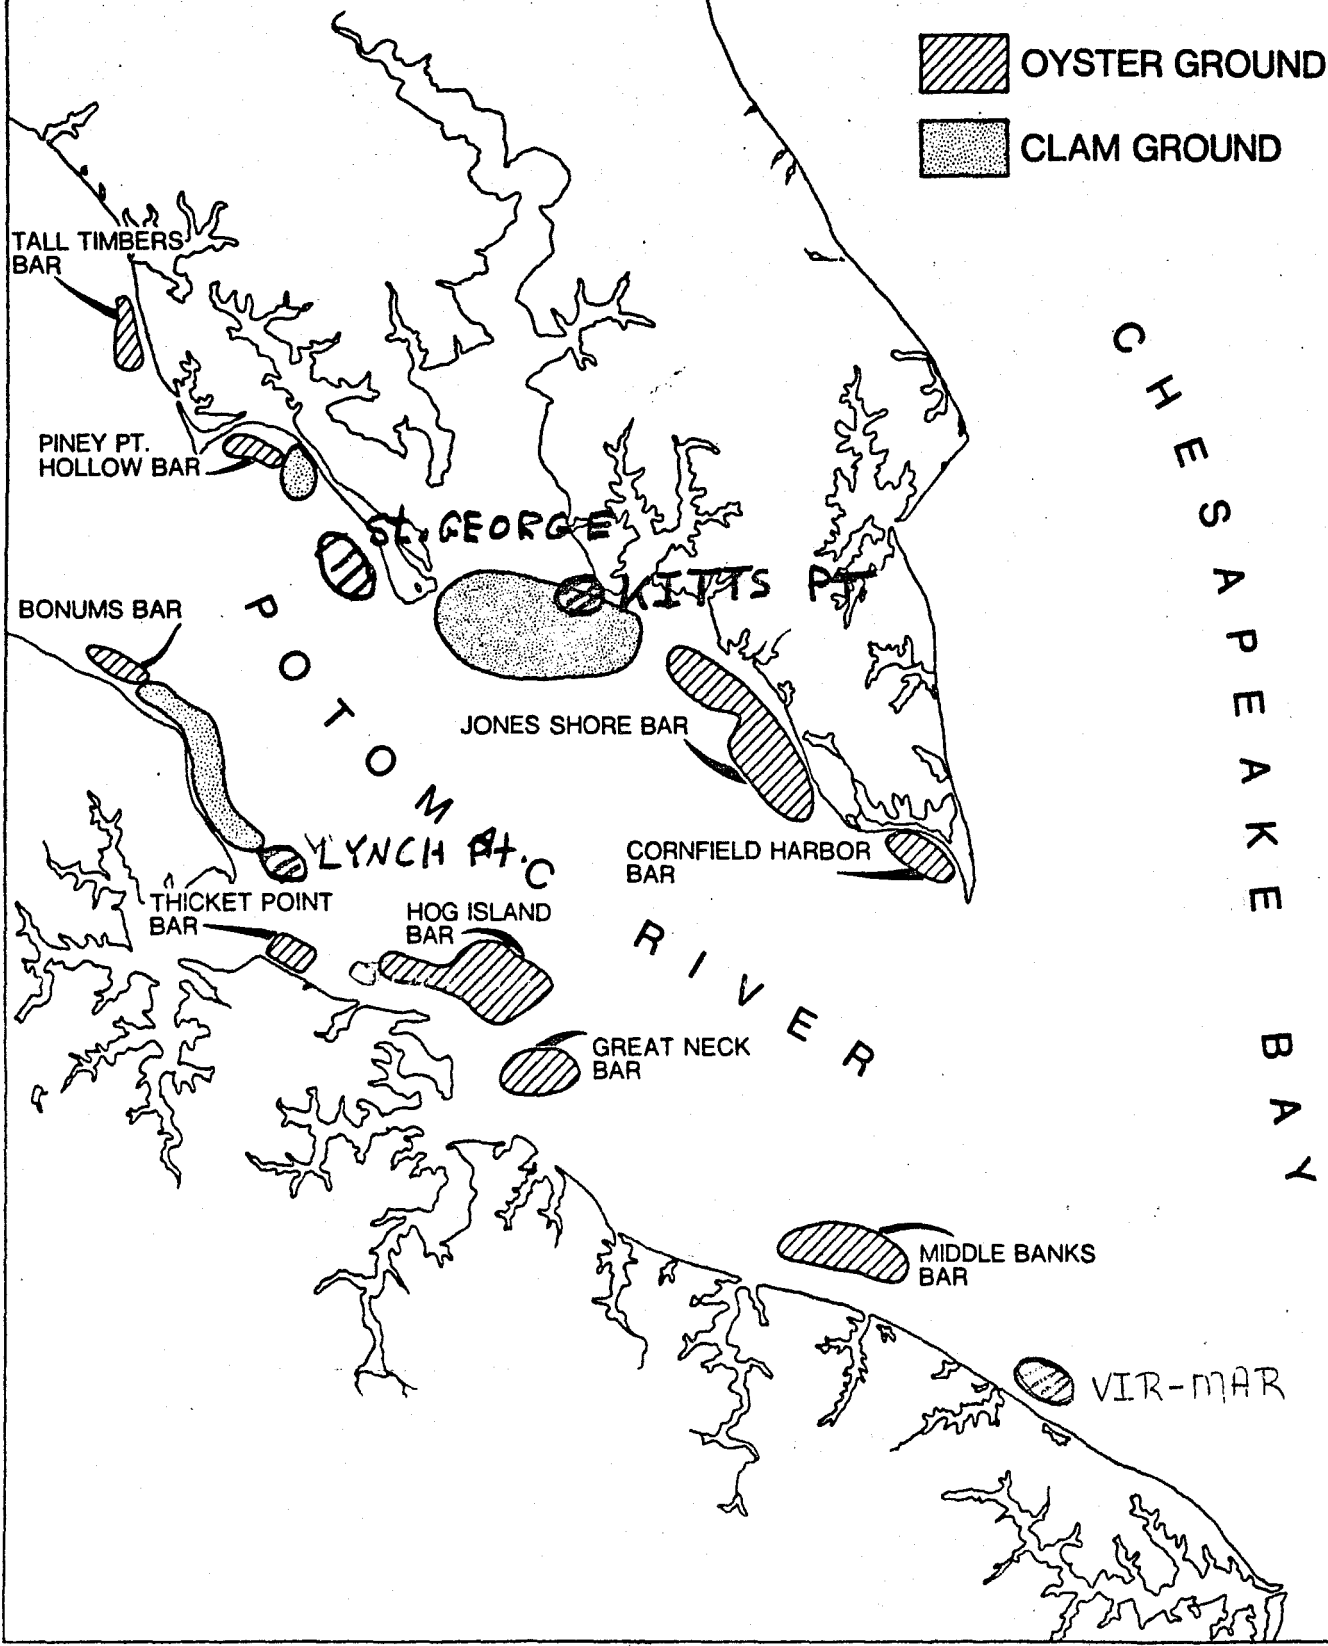 OYSTER GROUND
CLAM GROUND
TALL TIMBERS
BAR
PINEY PT.
HOLLOW BAR
St. GEORGE
KITTS PT.
BONUMS BAR
POTOMAC RIVER
CHESAPEAKE BAY
JONES SHORE BAR
LYNCH Pt.
CORNFIELD HARBOR
BAR
THICKET POINT
BAR
HOG ISLAND
BAR
GREAT NECK
BAR
MIDDLE BANKS
BAR
VIR-MAR